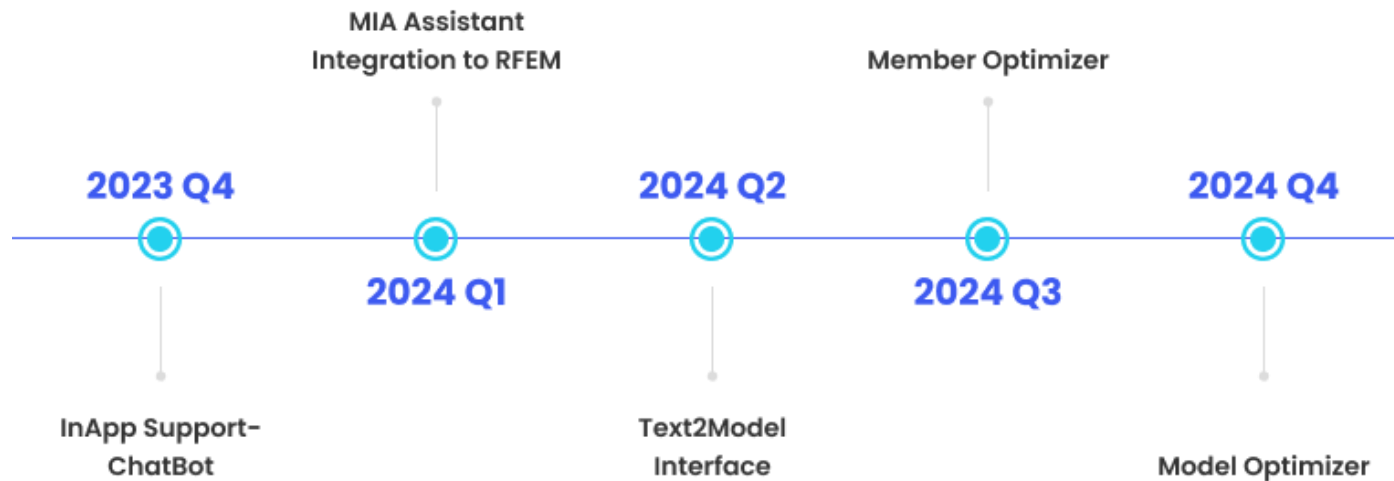 MIA Assistant
Integration to RFEM
Member Optimizer
2023 Q4
2024 Q2
2024 Q4
2024 Q1
2024 Q3
InApp Support-
ChatBot
Text2Model
Interface
Model Optimizer